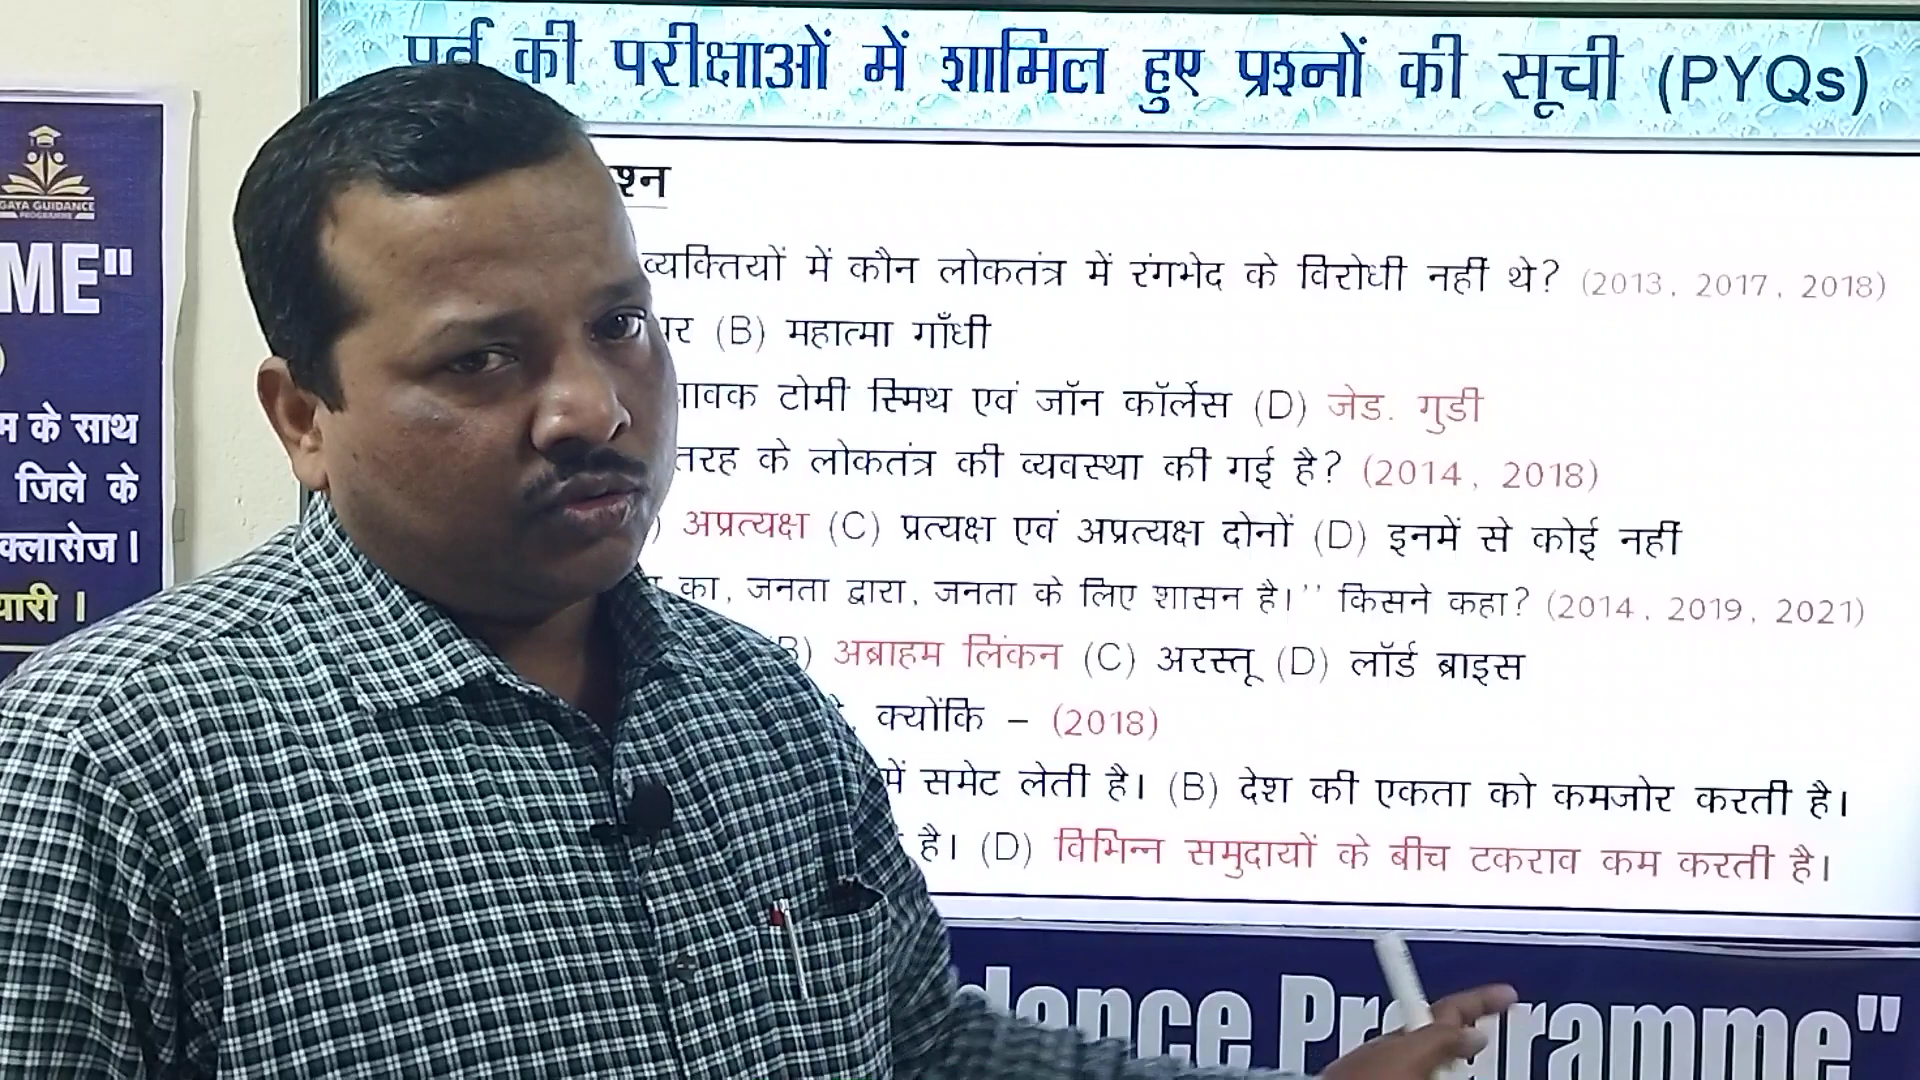 पूर्व की परीक्षाओं में शामिल हुए प्रश्नों की सूची (PYQs)
व्यक्तियों में कौन लोकतंत्र में रंगभेद के विरोधी नहीं थे? (2013, 2017, 2018)
(B) महात्मा गाँधी
टोमी स्मिथ एवं जॉन कॉर्लेस (D) जेड. गुडी
तरह के लोकतंत्र की व्यवस्था की गई है? (2014, 2018)
) अप्रत्यक्ष (C) प्रत्यक्ष एवं अप्रत्यक्ष दोनों (D) इनमें से कोई नहीं
का, जनता द्वारा, जनता के लिए शासन है।'' किसने कहा? (2014, 2019, 2021)
B) अब्राहम लिंकन (C) अरस्तू (D) लॉर्ड ब्राइस
क्योंकि – (2018)
में समेट लेती है। (B) देश की एकता को कमजोर करती है।
है। (D) विभिन्न समुदायों के बीच टकराव कम करती है।
GAYA GUIDANCE
PROGRAMME
ME"
)
के साथ
जिले के
क्लासेज।
dance Programme"